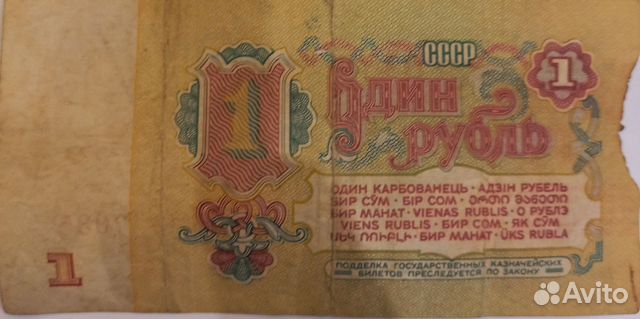 СССР
1
1
Один
рубль
ОДИН КАРБОВАНЕЦЬ · АДЗІН РУБЕЛЬ
БИР СЎМ · БІР СОМ · ᲔᲠᲗᲘ ᲛᲐᲜᲔᲗᲘ
БИР МАНАТ · VIENAS RUBLIS · О РУБЛЭ
VIENS RUBLIS · БИР СОМ · ЯК СЎМ
ՄԵԿ ՌՈՒԲԼԻ · БИР МАНАТ · ÜKS RUBLA
1
ПОДДЕЛКА ГОСУДАРСТВЕННЫХ КАЗНАЧЕЙСКИХ
БИЛЕТОВ ПРЕСЛЕДУЕТСЯ ПО ЗАКОНУ
Avito